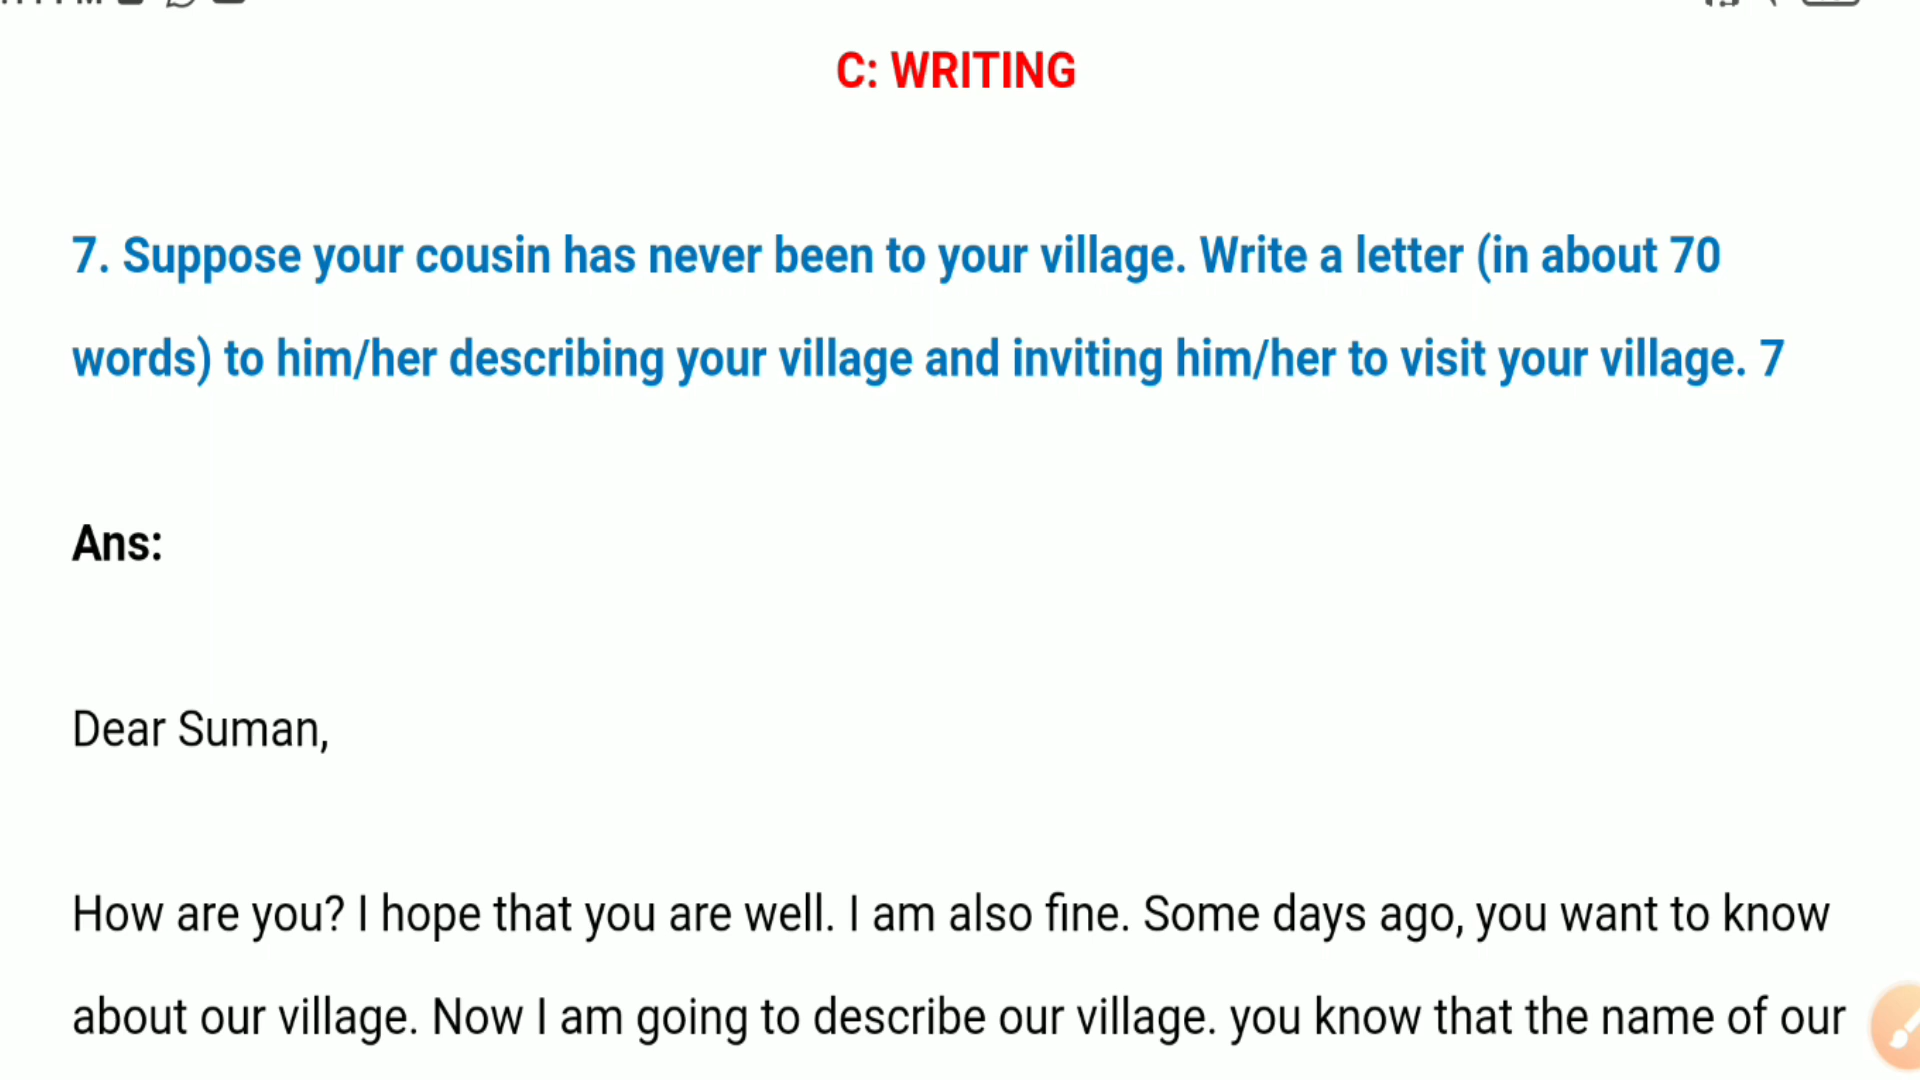 C: WRITING
7. Suppose your cousin has never been to your village. Write a letter (in about 70
words) to him/her describing your village and inviting him/her to visit your village. 7
Ans:
Dear Suman,
How are you? I hope that you are well. I am also fine. Some days ago, you want to know
about our village. Now I am going to describe our village. you know that the name of our